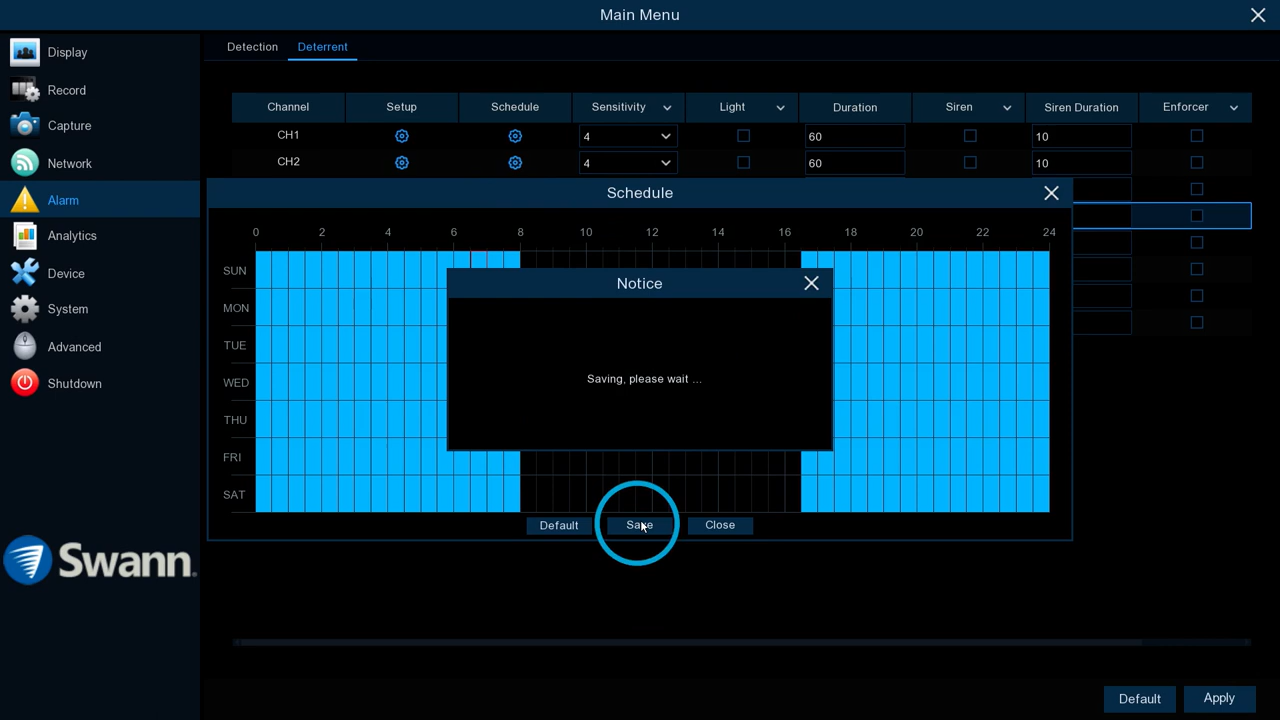 Main Menu
Display
Record
Capture
Network
Alarm
Analytics
Device
System
Advanced
Shutdown
Swann
Detection Deterrent
Channel Setup Schedule Sensitivity Light Duration Siren Siren Duration Enforcer
CH1 4 60 10
CH2 4 60 10
Schedule
0 2 4 6 8 10 12 14 16 18 20 22 24
SUN
MON
TUE
WED
THU
FRI
SAT
Notice
Saving, please wait ...
Default Save Close
Default Apply